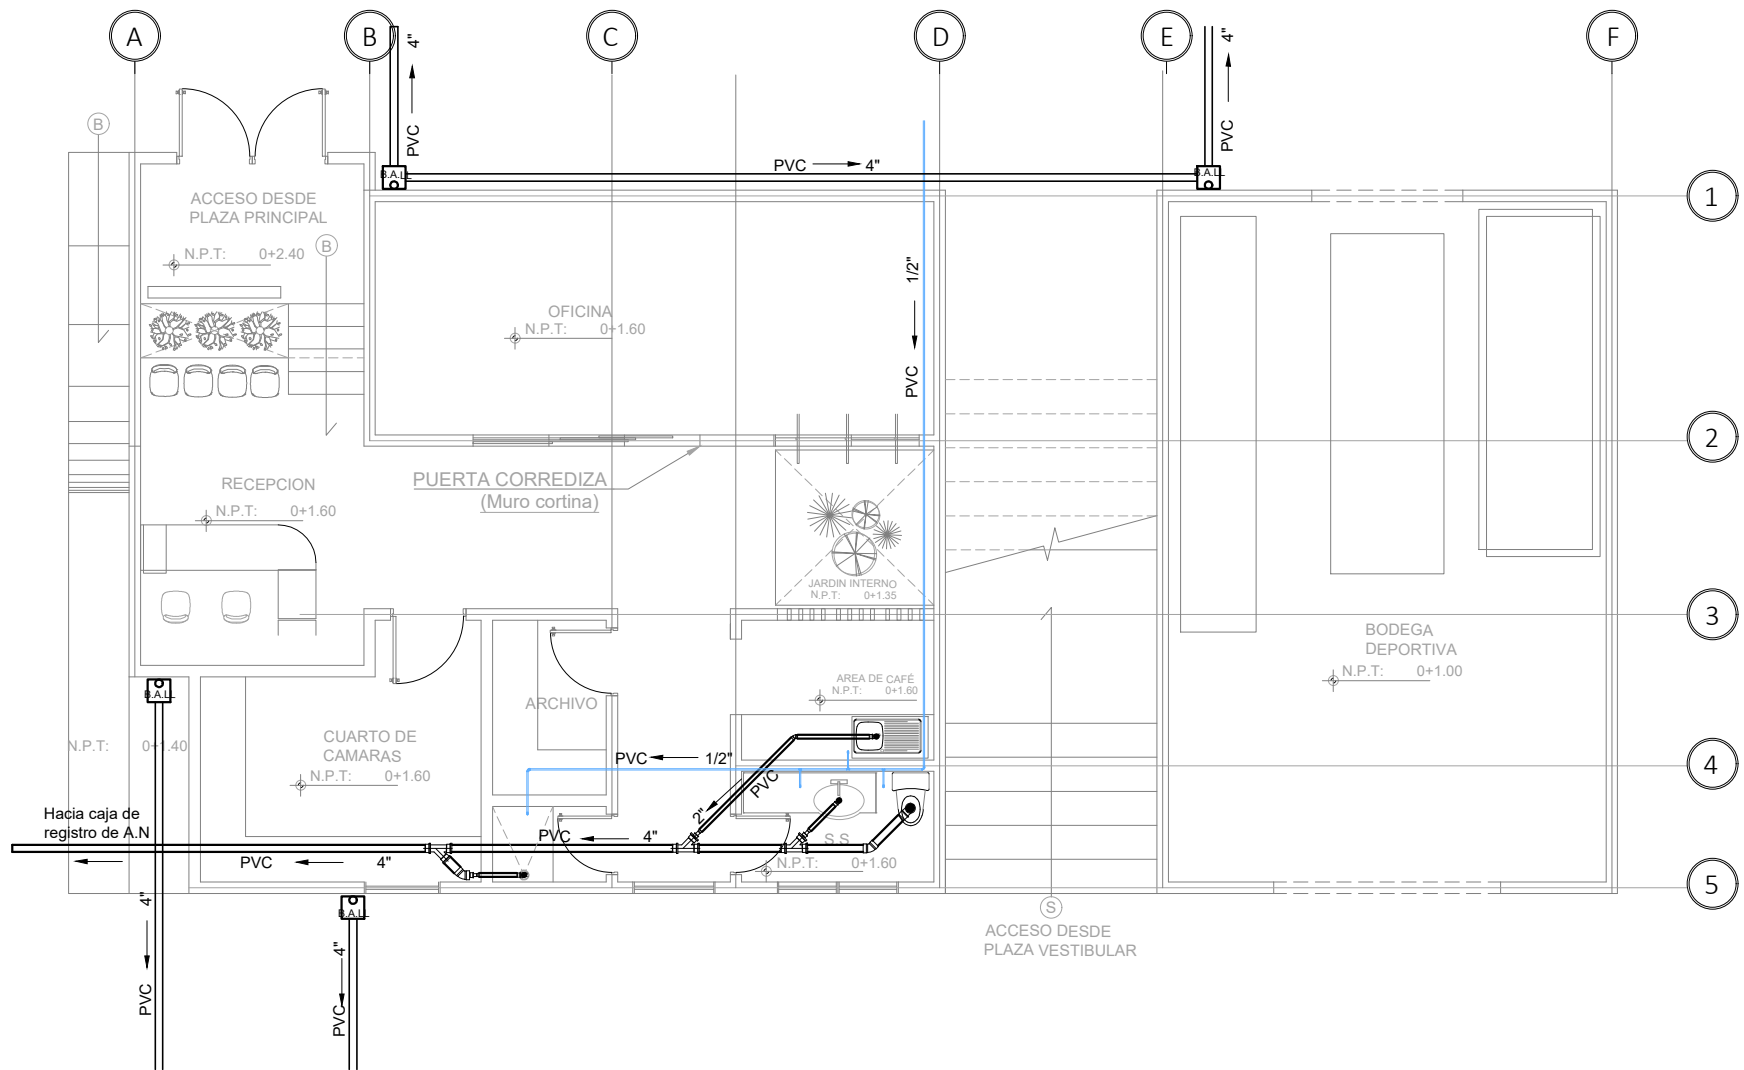 A
B
C
D
E
F
4"
PVC
4"
PVC
PVC
4"
B.A.LL
B.A.LL
1
B
ACCESO DESDE
PLAZA PRINCIPAL
N.P.T: 0+2.40
B
1/2"
PVC
OFICINA
N.P.T: 0+1.60
2
RECEPCION
N.P.T: 0+1.60
PUERTA CORREDIZA
(Muro cortina)
JARDIN INTERNO
N.P.T: 0+1.35
3
BODEGA
DEPORTIVA
N.P.T: 0+1.00
AREA DE CAFÉ
N.P.T: 0+1.60
B.A.LL
ARCHIVO
N.P.T: 0+1.40
CUARTO DE
CAMARAS
N.P.T: 0+1.60
PVC
1/2"
4
PVC
2"
Hacia caja de
registro de A.N
PVC
4"
S.S
PVC
4"
N.P.T: 0+1.60
5
4"
PVC
B.A.LL
4"
PVC
S
ACCESO DESDE
PLAZA VESTIBULAR